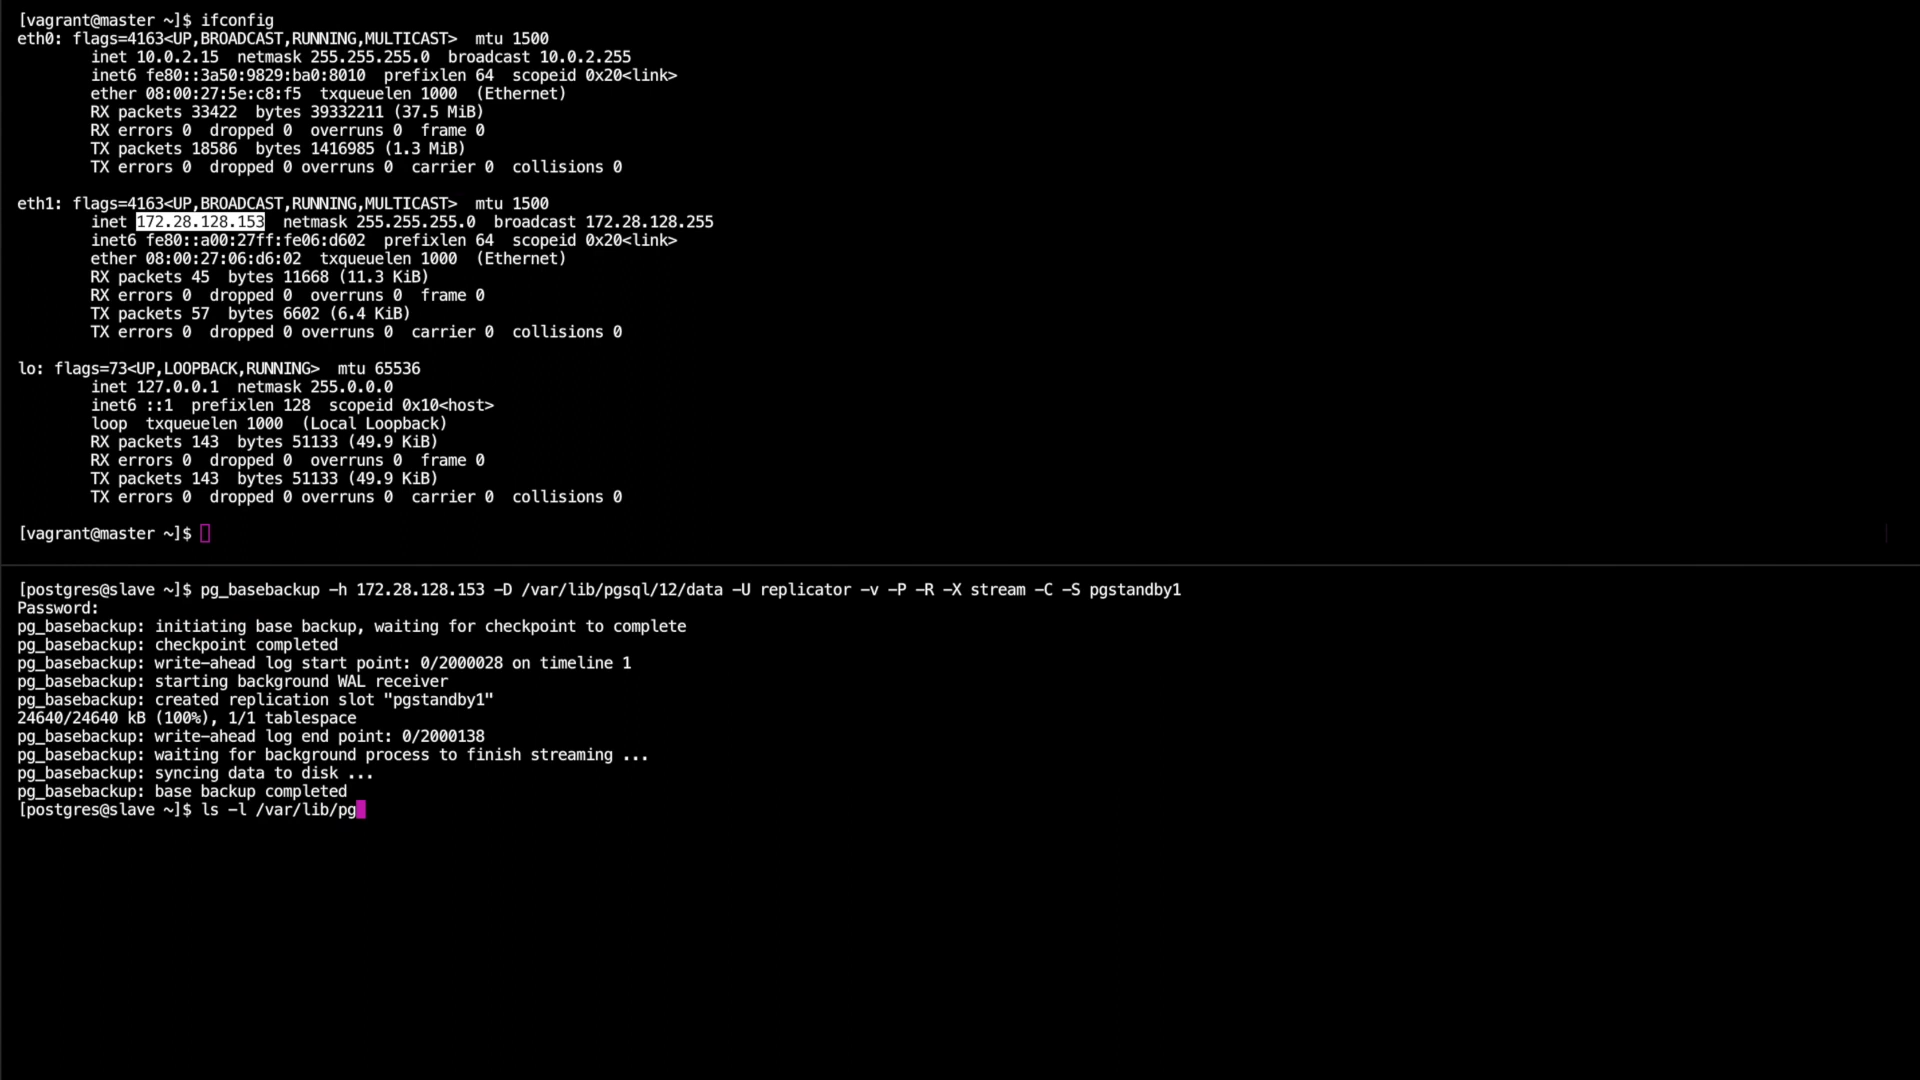 [vagrant@master ~]$ ifconfig
eth0: flags=4163<UP,BROADCAST,RUNNING,MULTICAST>  mtu 1500
        inet 10.0.2.15  netmask 255.255.255.0  broadcast 10.0.2.255
        inet6 fe80::3a50:9829:ba0:8010  prefixlen 64  scopeid 0x20<link>
        ether 08:00:27:5e:c8:f5  txqueuelen 1000  (Ethernet)
        RX packets 33422  bytes 39332211 (37.5 MiB)
        RX errors 0  dropped 0  overruns 0  frame 0
        TX packets 18586  bytes 1416985 (1.3 MiB)
        TX errors 0  dropped 0 overruns 0  carrier 0  collisions 0

eth1: flags=4163<UP,BROADCAST,RUNNING,MULTICAST>  mtu 1500
        inet 172.28.128.153  netmask 255.255.255.0  broadcast 172.28.128.255
        inet6 fe80::a00:27ff:fe06:d602  prefixlen 64  scopeid 0x20<link>
        ether 08:00:27:06:d6:02  txqueuelen 1000  (Ethernet)
        RX packets 45  bytes 11668 (11.3 KiB)
        RX errors 0  dropped 0  overruns 0  frame 0
        TX packets 57  bytes 6602 (6.4 KiB)
        TX errors 0  dropped 0 overruns 0  carrier 0  collisions 0

lo: flags=73<UP,LOOPBACK,RUNNING>  mtu 65536
        inet 127.0.0.1  netmask 255.0.0.0
        inet6 ::1  prefixlen 128  scopeid 0x10<host>
        loop  txqueuelen 1000  (Local Loopback)
        RX packets 143  bytes 51133 (49.9 KiB)
        RX errors 0  dropped 0  overruns 0  frame 0
        TX packets 143  bytes 51133 (49.9 KiB)
        TX errors 0  dropped 0 overruns 0  carrier 0  collisions 0

[vagrant@master ~]$
[postgres@slave ~]$ pg_basebackup -h 172.28.128.153 -D /var/lib/pgsql/12/data -U replicator -v -P -R -X stream -C -S pgstandby1
Password:
pg_basebackup: initiating base backup, waiting for checkpoint to complete
pg_basebackup: checkpoint completed
pg_basebackup: write-ahead log start point: 0/2000028 on timeline 1
pg_basebackup: starting background WAL receiver
pg_basebackup: created replication slot "pgstandby1"
24640/24640 kB (100%), 1/1 tablespace
pg_basebackup: write-ahead log end point: 0/2000138
pg_basebackup: waiting for background process to finish streaming ...
pg_basebackup: syncing data to disk ...
pg_basebackup: base backup completed
[postgres@slave ~]$ ls -l /var/lib/pg